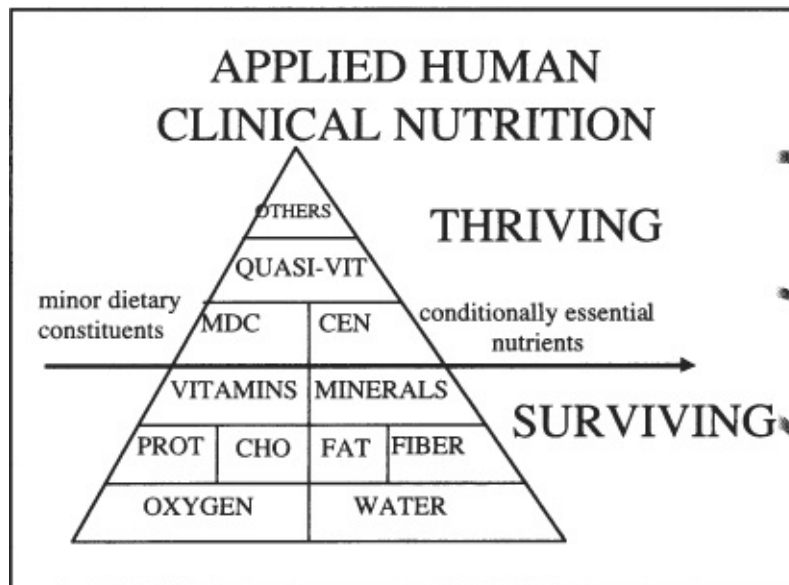 APPLIED HUMAN
CLINICAL NUTRITION
OTHERS
THRIVING
QUASI-VIT
minor dietary
constituents
MDC CEN
conditionally essential
nutrients
VITAMINS MINERALS
SURVIVING
PROT CHO FAT FIBER
OXYGEN WATER